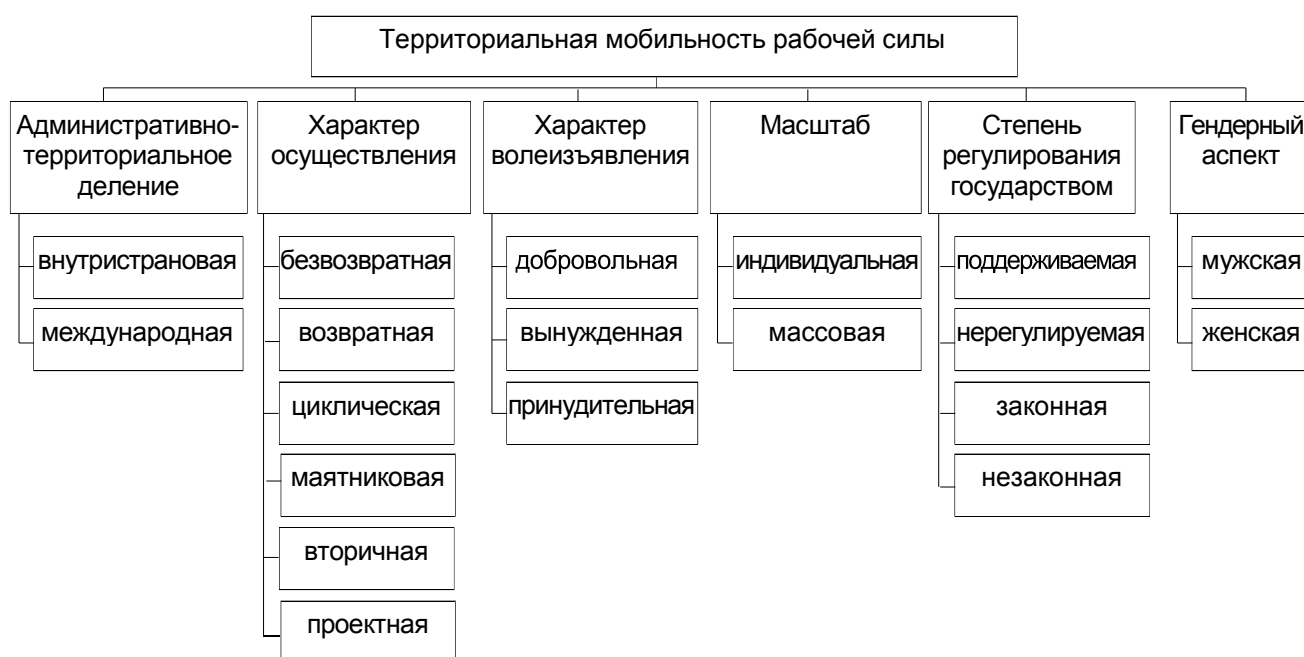 Территориальная мобильность рабочей силы
Административно-
территориальное
деление
внутристрановая
международная
Характер
осуществления
безвозвратная
возвратная
циклическая
маятниковая
вторичная
проектная
Характер
волеизъявления
добровольная
вынужденная
принудительная
Масштаб
индивидуальная
массовая
Степень
регулирования
государством
поддерживаемая
нерегулируемая
законная
незаконная
Гендерный
аспект
мужская
женская